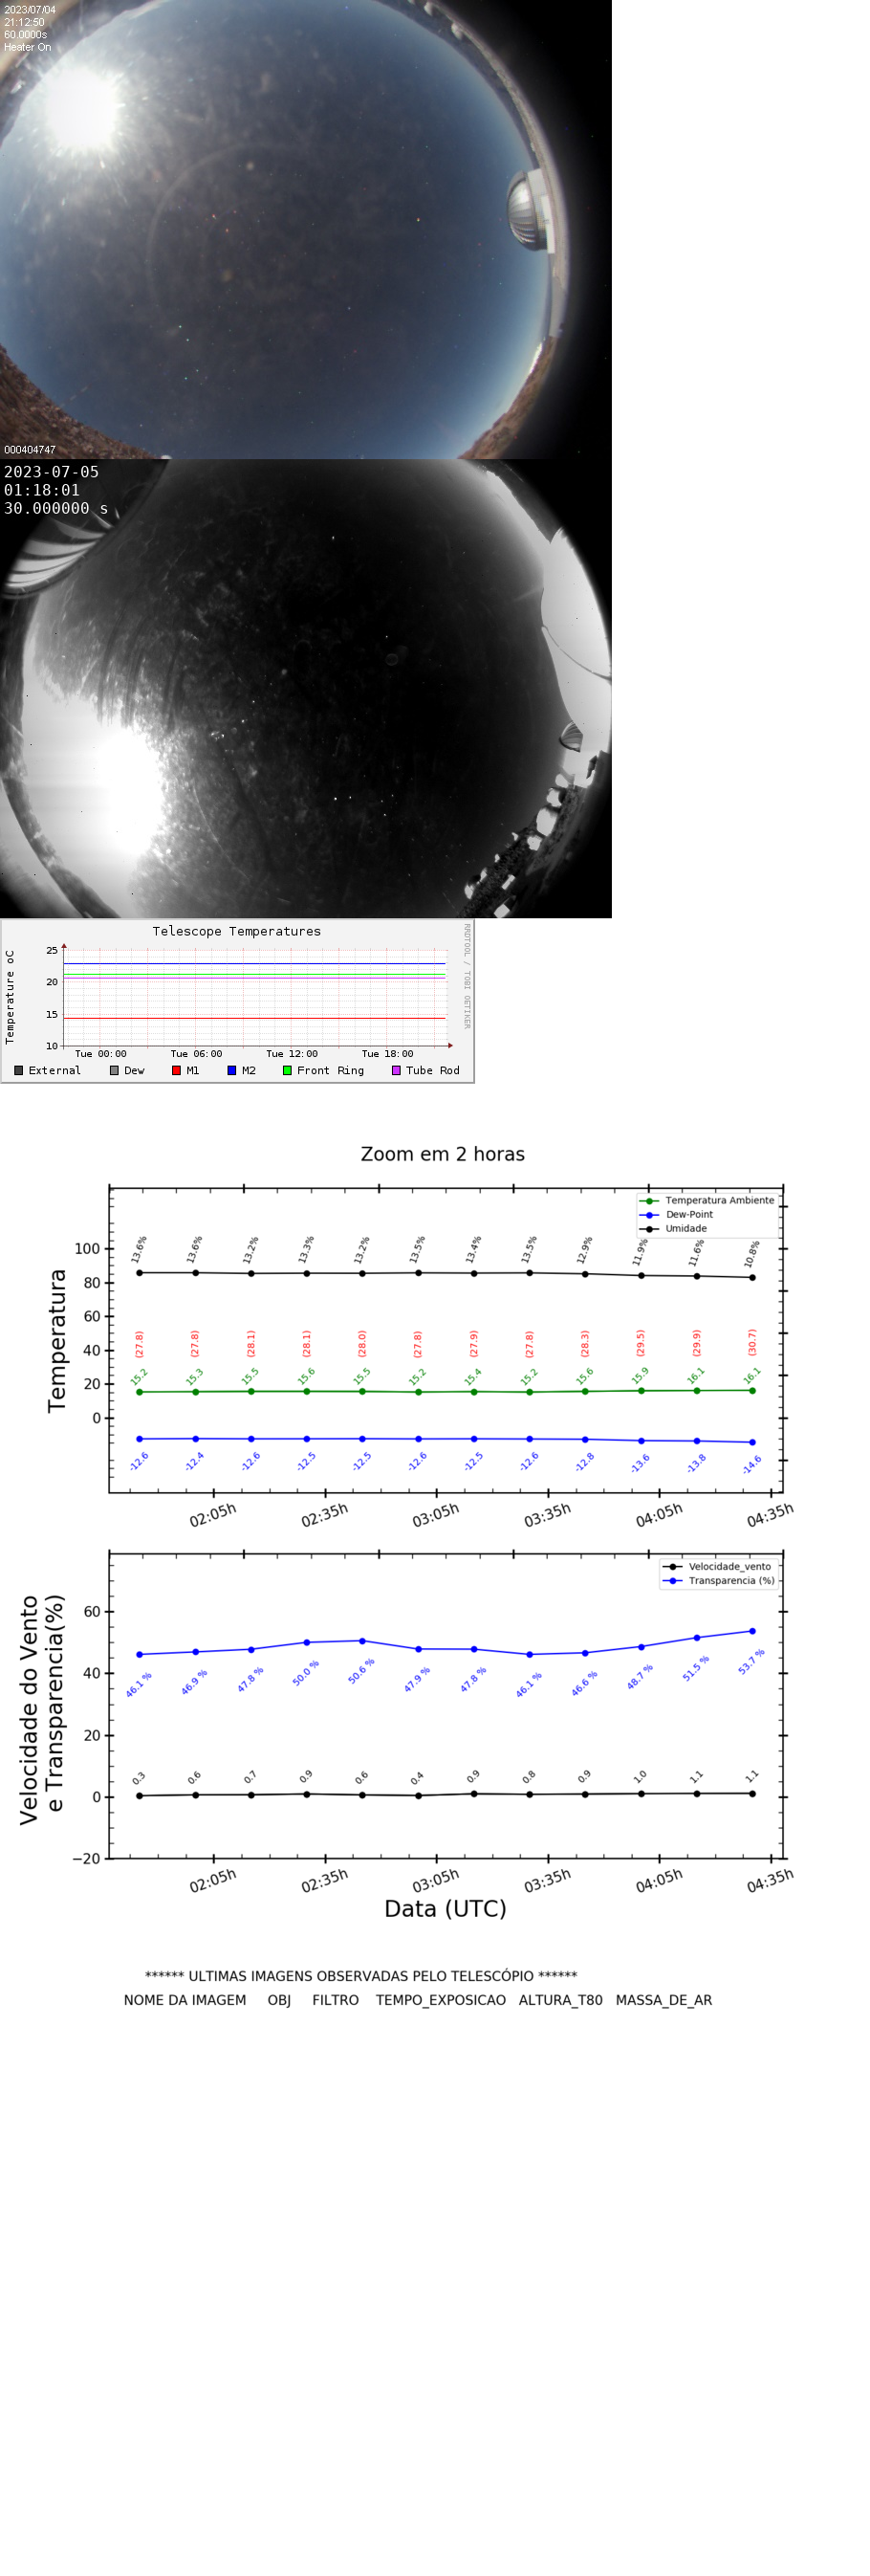 2023/07/04
21:12:50
60.0000s
Heater On
000404747
2023-07-05
01:18:01
30.000000 s
Telescope Temperatures
RRDTOOL / TOBI OETIKER
Temperature oC
25
20
15
10
Tue 00:00 Tue 06:00 Tue 12:00 Tue 18:00
External Dew M1 M2 Front Ring Tube Rod
Zoom em 2 horas
Temperatura Ambiente
Dew-Point
Umidade
Temperatura
100
80
60
40
20
0
13.6% 13.6% 13.2% 13.3% 13.2% 13.5% 13.4% 13.5% 12.9% 11.9% 11.6% 10.8%
(27.8) (27.8) (28.1) (28.1) (28.0) (27.8) (27.9) (27.8) (28.3) (29.5) (29.9) (30.7)
15.2 15.3 15.5 15.6 15.5 15.2 15.4 15.2 15.6 15.9 16.1 16.1
-12.6 -12.4 -12.6 -12.5 -12.5 -12.6 -12.5 -12.6 -12.8 -13.6 -13.8 -14.6
02:05h 02:35h 03:05h 03:35h 04:05h 04:35h
Velocidade_vento
Transparencia (%)
Velocidade do Vento
e Transparencia(%)
60
40
20
0
−20
46.1 % 46.9 % 47.8 % 50.0 % 50.6 % 47.9 % 47.8 % 46.1 % 46.6 % 48.7 % 51.5 % 53.7 %
0.3 0.6 0.7 0.9 0.6 0.4 0.9 0.8 0.9 1.0 1.1 1.1
02:05h 02:35h 03:05h 03:35h 04:05h 04:35h
Data (UTC)
****** ULTIMAS IMAGENS OBSERVADAS PELO TELESCÓPIO ******
NOME DA IMAGEM OBJ FILTRO TEMPO_EXPOSICAO ALTURA_T80 MASSA_DE_AR